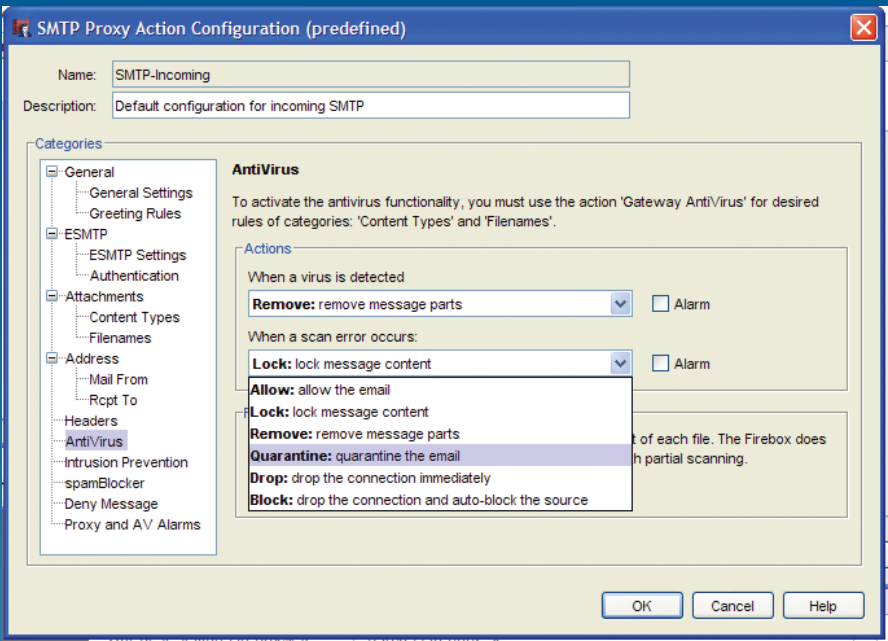 SMTP Proxy Action Configuration (predefined)
Name: SMTP-Incoming
Description: Default configuration for incoming SMTP
Categories
General
General Settings
Greeting Rules
ESMTP
ESMTP Settings
Authentication
Attachments
Content Types
Filenames
Address
Mail From
Rcpt To
Headers
AntiVirus
Intrusion Prevention
spamBlocker
Deny Message
Proxy and AV Alarms
AntiVirus
To activate the antivirus functionality, you must use the action 'Gateway AntiVirus' for desired
rules of categories: 'Content Types' and 'Filenames'.
Actions
When a virus is detected
Remove: remove message parts Alarm
When a scan error occurs:
Lock: lock message content Alarm
Allow: allow the email
Lock: lock message content
Remove: remove message parts
t of each file. The Firebox does
Quarantine: quarantine the email
h partial scanning.
Drop: drop the connection immediately
Block: drop the connection and auto-block the source
OK Cancel Help